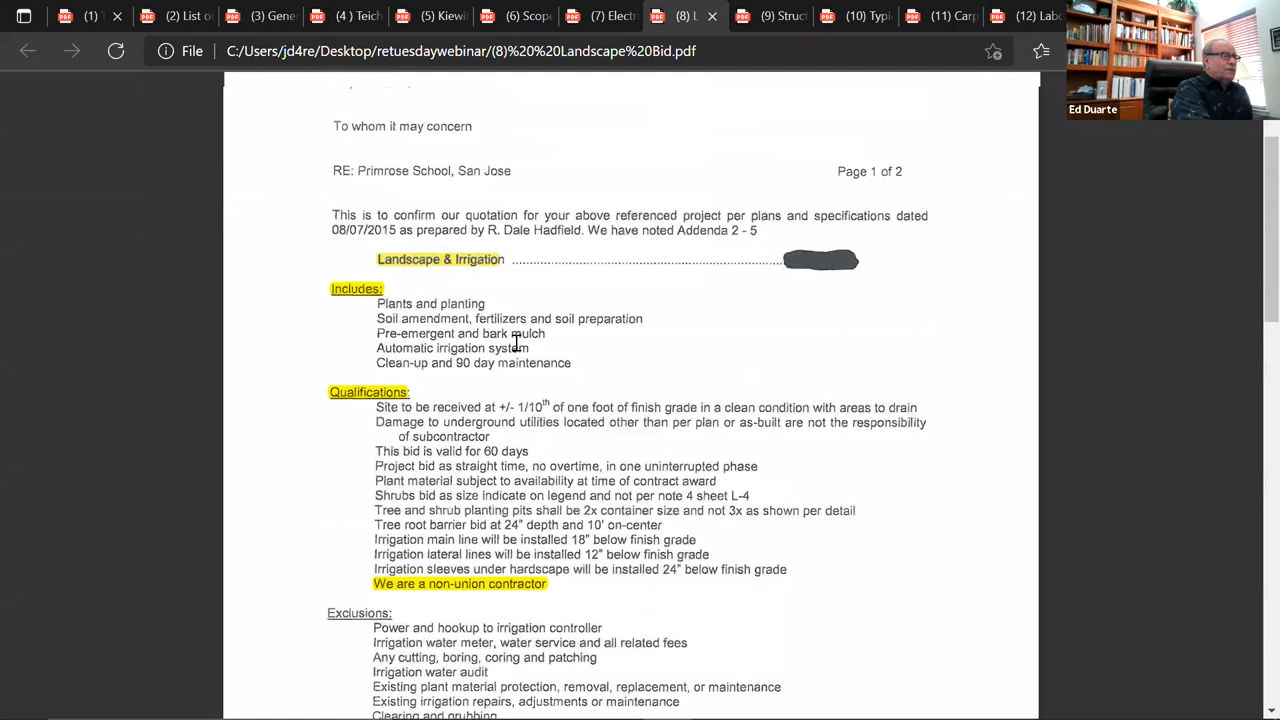 (1)
(2) List o
(3) Gene
(4 ) Teich
(5) Kiewi
(6) Scope
(7) Electr
(8) L
(9) Struct
(10) Ty
(11) Carp
(12) Labo
File C:/Users/jd4re/Desktop/retuesdaywebinar/(8)%20%20Landscape%20Bid.pdf
Ed Duarte
To whom it may concern
RE: Primrose School, San Jose Page 1 of 2
This is to confirm our quotation for your above referenced project per plans and specifications dated
08/07/2015 as prepared by R. Dale Hadfield. We have noted Addenda 2 - 5
Landscape & Irrigation ................................................................
Includes:
Plants and planting
Soil amendment, fertilizers and soil preparation
Pre-emergent and bark mulch
Automatic irrigation system
Clean-up and 90 day maintenance
Qualifications:
Site to be received at +/- 1/10th of one foot of finish grade in a clean condition with areas to drain
Damage to underground utilities located other than per plan or as-built are not the responsibility
of subcontractor
This bid is valid for 60 days
Project bid as straight time, no overtime, in one uninterrupted phase
Plant material subject to availability at time of contract award
Shrubs bid as size indicate on legend and not per note 4 sheet L-4
Tree and shrub planting pits shall be 2x container size and not 3x as shown per detail
Tree root barrier bid at 24" depth and 10' on-center
Irrigation main line will be installed 18" below finish grade
Irrigation lateral lines will be installed 12" below finish grade
Irrigation sleeves under hardscape will be installed 24" below finish grade
We are a non-union contractor
Exclusions:
Power and hookup to irrigation controller
Irrigation water meter, water service and all related fees
Any cutting, boring, coring and patching
Irrigation water audit
Existing plant material protection, removal, replacement, or maintenance
Existing irrigation repairs, adjustments or maintenance
Clearing and grubbing